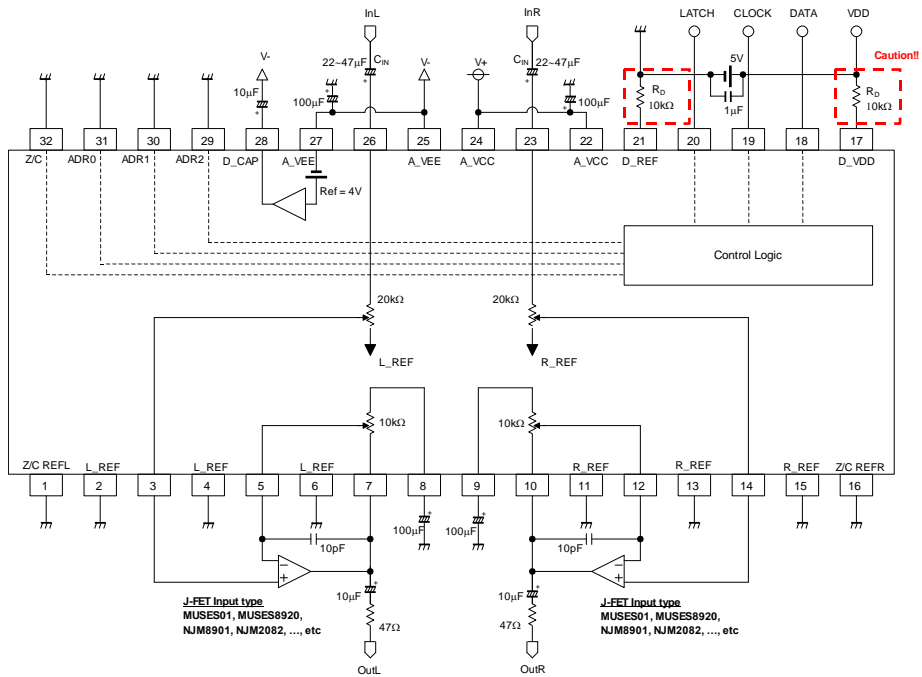 InL
InR
LATCH
CLOCK
DATA
VDD
V-
22~47μF
CIN
V-
V+
CIN
22~47μF
5V
Caution!!
10μF
100μF
100μF
RD
10kΩ
1μF
RD
10kΩ
32
31
30
29
28
27
26
25
24
23
22
21
20
19
18
17
Z/C
ADR0
ADR1
ADR2
D_CAP
A_VEE
A_VEE
A_VCC
A_VCC
D_REF
D_VDD
Ref = 4V
Control Logic
20kΩ
20kΩ
L_REF
R_REF
10kΩ
10kΩ
Z/C REFL
L_REF
L_REF
L_REF
R_REF
R_REF
R_REF
Z/C REFR
1
2
3
4
5
6
7
8
9
10
11
12
13
14
15
16
100μF
100μF
10pF
10pF
10μF
10μF
J-FET Input type
MUSES01, MUSES8920,
NJM8901, NJM2082, ..., etc
J-FET Input type
MUSES01, MUSES8920,
NJM8901, NJM2082, ..., etc
47Ω
47Ω
OutL
OutR